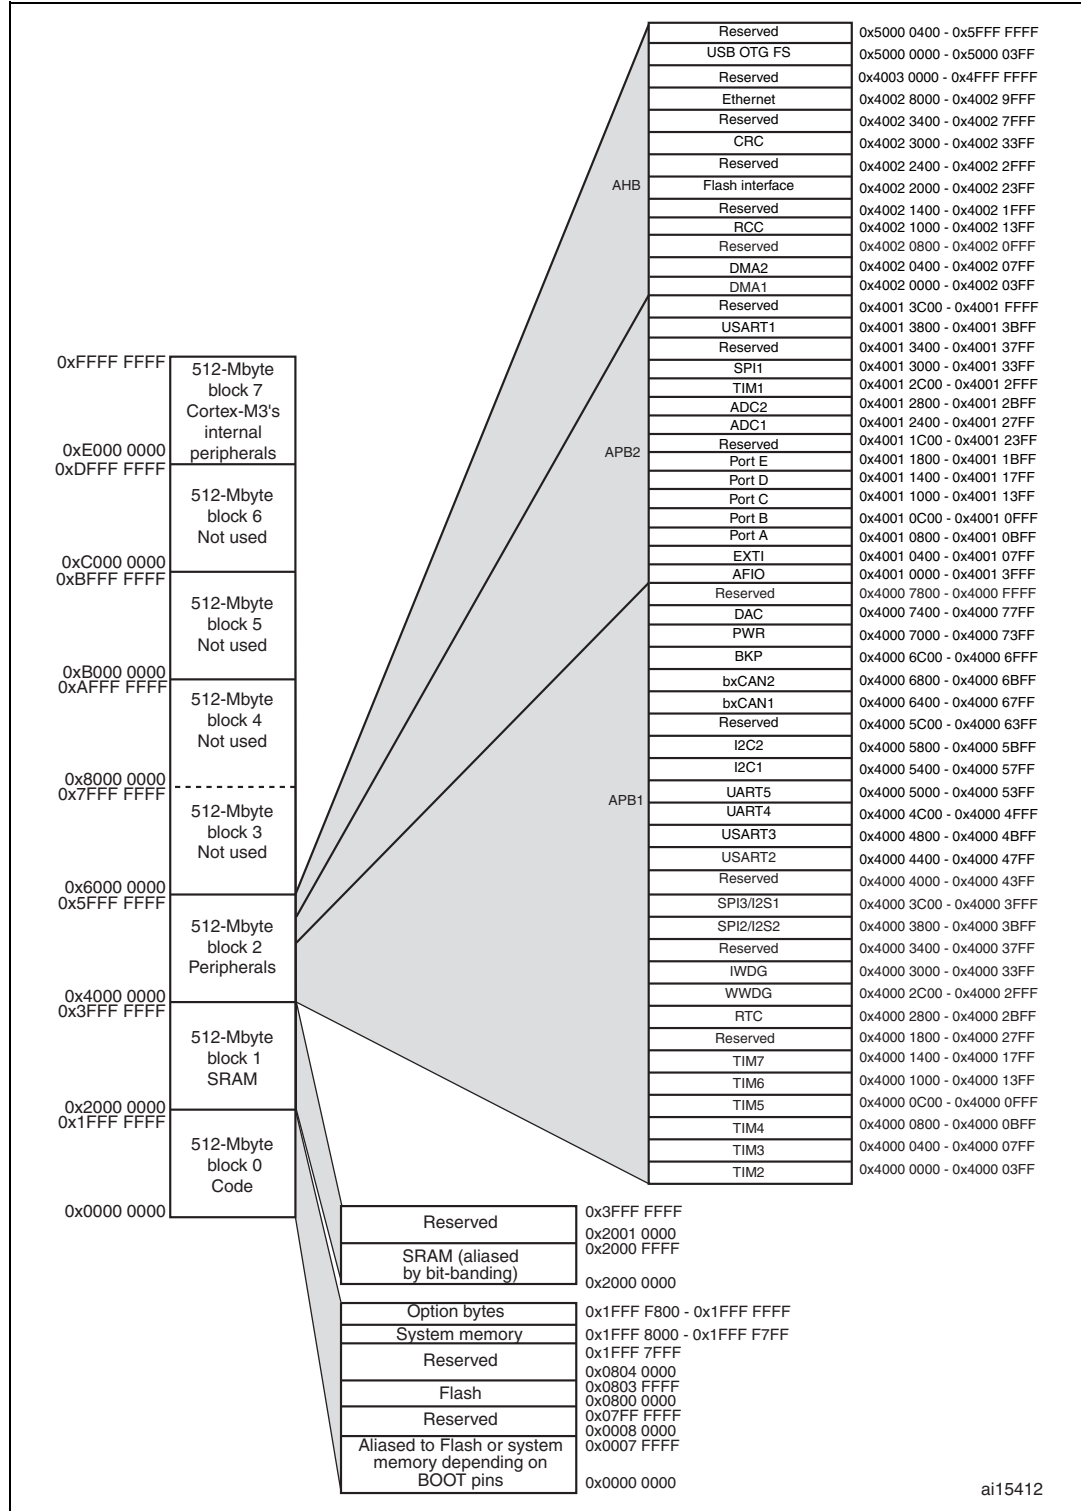 Reserved 0x5000 0400 - 0x5FFF FFFF
USB OTG FS 0x5000 0000 - 0x5000 03FF
Reserved 0x4003 0000 - 0x4FFF FFFF
Ethernet 0x4002 8000 - 0x4002 9FFF
Reserved 0x4002 3400 - 0x4002 7FFF
CRC 0x4002 3000 - 0x4002 33FF
Reserved 0x4002 2400 - 0x4002 2FFF
AHB
Flash interface 0x4002 2000 - 0x4002 23FF
Reserved 0x4002 1400 - 0x4002 1FFF
RCC 0x4002 1000 - 0x4002 13FF
Reserved 0x4002 0800 - 0x4002 0FFF
DMA2 0x4002 0400 - 0x4002 07FF
DMA1 0x4002 0000 - 0x4002 03FF
Reserved 0x4001 3C00 - 0x4001 FFFF
USART1 0x4001 3800 - 0x4001 3BFF
Reserved 0x4001 3400 - 0x4001 37FF
SPI1 0x4001 3000 - 0x4001 33FF
TIM1 0x4001 2C00 - 0x4001 2FFF
ADC2 0x4001 2800 - 0x4001 2BFF
ADC1 0x4001 2400 - 0x4001 27FF
Reserved 0x4001 1C00 - 0x4001 23FF
APB2
Port E 0x4001 1800 - 0x4001 1BFF
Port D 0x4001 1400 - 0x4001 17FF
Port C 0x4001 1000 - 0x4001 13FF
Port B 0x4001 0C00 - 0x4001 0FFF
Port A 0x4001 0800 - 0x4001 0BFF
EXTI 0x4001 0400 - 0x4001 07FF
AFIO 0x4001 0000 - 0x4001 3FFF
Reserved 0x4000 7800 - 0x4000 FFFF
DAC 0x4000 7400 - 0x4000 77FF
PWR 0x4000 7000 - 0x4000 73FF
BKP 0x4000 6C00 - 0x4000 6FFF
bxCAN2 0x4000 6800 - 0x4000 6BFF
bxCAN1 0x4000 6400 - 0x4000 67FF
Reserved 0x4000 5C00 - 0x4000 63FF
I2C2 0x4000 5800 - 0x4000 5BFF
I2C1 0x4000 5400 - 0x4000 57FF
APB1
UART5 0x4000 5000 - 0x4000 53FF
UART4 0x4000 4C00 - 0x4000 4FFF
USART3 0x4000 4800 - 0x4000 4BFF
USART2 0x4000 4400 - 0x4000 47FF
Reserved 0x4000 4000 - 0x4000 43FF
SPI3/I2S1 0x4000 3C00 - 0x4000 3FFF
SPI2/I2S2 0x4000 3800 - 0x4000 3BFF
Reserved 0x4000 3400 - 0x4000 37FF
IWDG 0x4000 3000 - 0x4000 33FF
WWDG 0x4000 2C00 - 0x4000 2FFF
RTC 0x4000 2800 - 0x4000 2BFF
Reserved 0x4000 1800 - 0x4000 27FF
TIM7 0x4000 1400 - 0x4000 17FF
TIM6 0x4000 1000 - 0x4000 13FF
TIM5 0x4000 0C00 - 0x4000 0FFF
TIM4 0x4000 0800 - 0x4000 0BFF
TIM3 0x4000 0400 - 0x4000 07FF
TIM2 0x4000 0000 - 0x4000 03FF
0xFFFF FFFF
512-Mbyte
block 7
Cortex-M3's
internal
peripherals
0xE000 0000
0xDFFF FFFF
512-Mbyte
block 6
Not used
0xC000 0000
0xBFFF FFFF
512-Mbyte
block 5
Not used
0xB000 0000
0xAFFF FFFF
512-Mbyte
block 4
Not used
0x8000 0000
0x7FFF FFFF
512-Mbyte
block 3
Not used
0x6000 0000
0x5FFF FFFF
512-Mbyte
block 2
Peripherals
0x4000 0000
0x3FFF FFFF
512-Mbyte
block 1
SRAM
0x2000 0000
0x1FFF FFFF
512-Mbyte
block 0
Code
0x0000 0000
Reserved
0x3FFF FFFF
0x2001 0000
0x2000 FFFF
SRAM (aliased
by bit-banding)
0x2000 0000
Option bytes 0x1FFF F800 - 0x1FFF FFFF
System memory 0x1FFF 8000 - 0x1FFF F7FF
0x1FFF 7FFF
Reserved
0x0804 0000
0x0803 FFFF
Flash
0x0800 0000
0x07FF FFFF
Reserved
0x0008 0000
0x0007 FFFF
Aliased to Flash or system
memory depending on
BOOT pins
0x0000 0000
ai15412